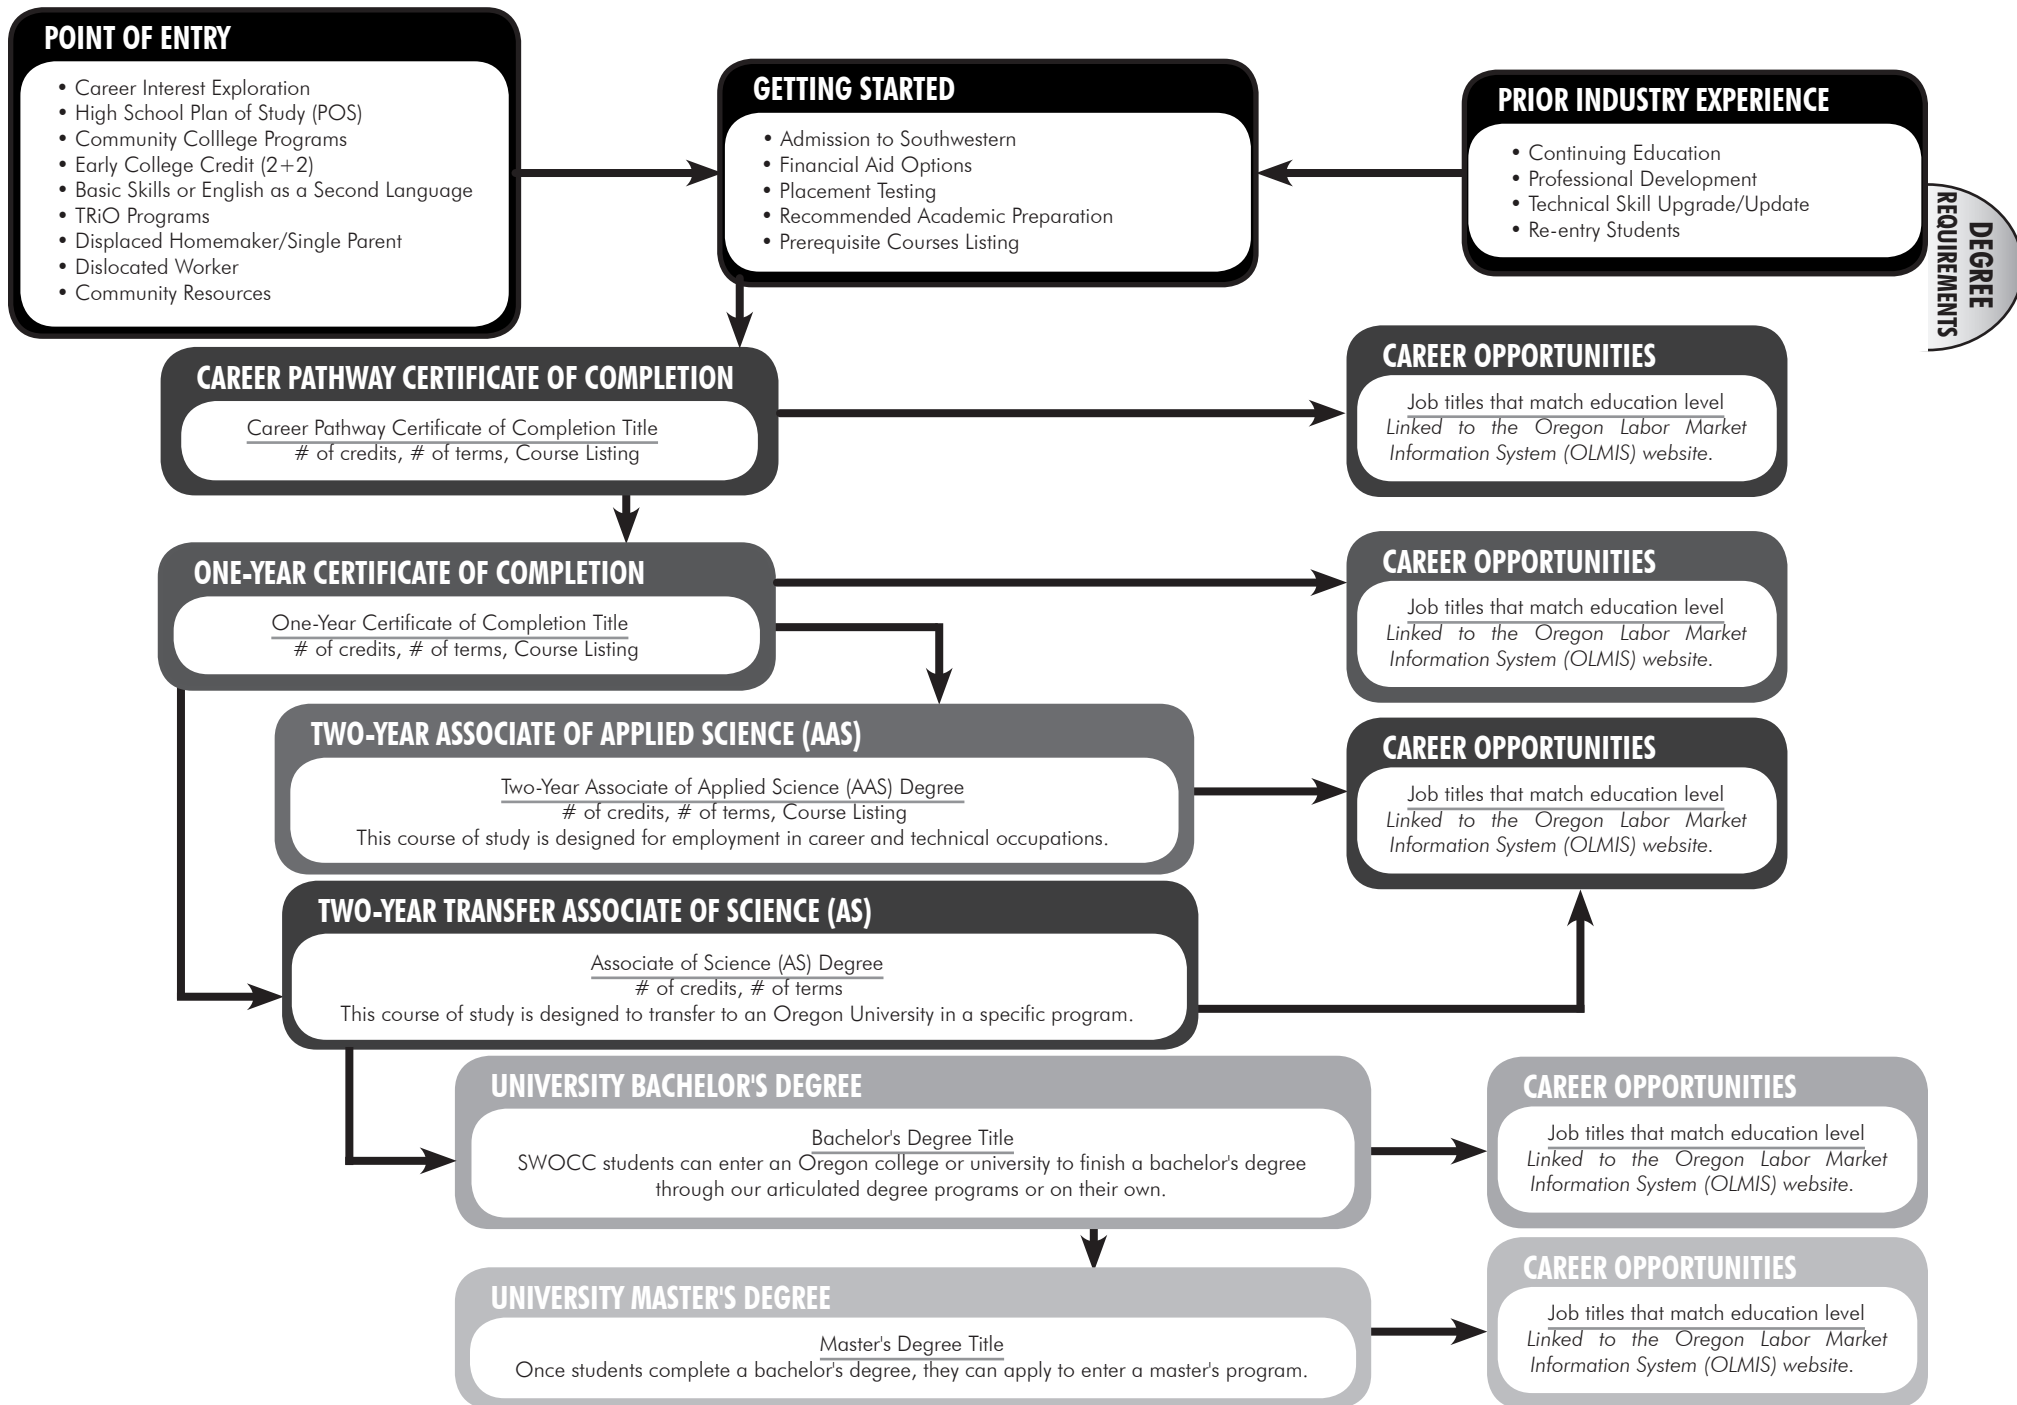 POINT OF ENTRY
• Career Interest Exploration
• High School Plan of Study (POS)
• Community Colllege Programs
• Early College Credit (2+2)
• Basic Skills or English as a Second Language
• TRiO Programs
• Displaced Homemaker/Single Parent
• Dislocated Worker
• Community Resources
GETTING STARTED
• Admission to Southwestern
• Financial Aid Options
• Placement Testing
• Recommended Academic Preparation
• Prerequisite Courses Listing
PRIOR INDUSTRY EXPERIENCE
• Continuing Education
• Professional Development
• Technical Skill Upgrade/Update
• Re-entry Students
DEGREE
REQUIREMENTS
CAREER PATHWAY CERTIFICATE OF COMPLETION
Career Pathway Certificate of Completion Title
# of credits, # of terms, Course Listing
CAREER OPPORTUNITIES
Job titles that match education level
Linked to the Oregon Labor Market
Information System (OLMIS) website.
ONE-YEAR CERTIFICATE OF COMPLETION
One-Year Certificate of Completion Title
# of credits, # of terms, Course Listing
CAREER OPPORTUNITIES
Job titles that match education level
Linked to the Oregon Labor Market
Information System (OLMIS) website.
TWO-YEAR ASSOCIATE OF APPLIED SCIENCE (AAS)
Two-Year Associate of Applied Science (AAS) Degree
# of credits, # of terms, Course Listing
This course of study is designed for employment in career and technical occupations.
CAREER OPPORTUNITIES
Job titles that match education level
Linked to the Oregon Labor Market
Information System (OLMIS) website.
TWO-YEAR TRANSFER ASSOCIATE OF SCIENCE (AS)
Associate of Science (AS) Degree
# of credits, # of terms
This course of study is designed to transfer to an Oregon University in a specific program.
UNIVERSITY BACHELOR'S DEGREE
Bachelor's Degree Title
SWOCC students can enter an Oregon college or university to finish a bachelor's degree
through our articulated degree programs or on their own.
CAREER OPPORTUNITIES
Job titles that match education level
Linked to the Oregon Labor Market
Information System (OLMIS) website.
UNIVERSITY MASTER'S DEGREE
Master's Degree Title
Once students complete a bachelor's degree, they can apply to enter a master's program.
CAREER OPPORTUNITIES
Job titles that match education level
Linked to the Oregon Labor Market
Information System (OLMIS) website.